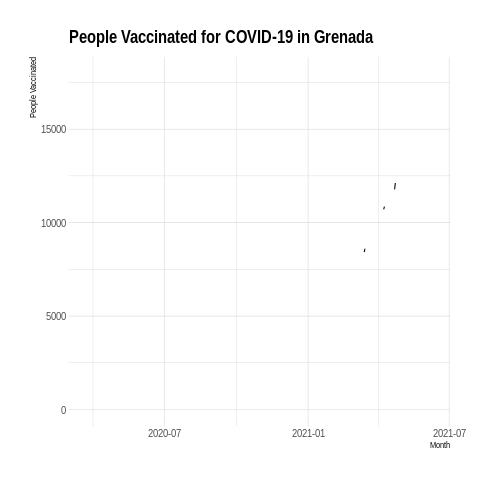 People Vaccinated for COVID-19 in Grenada
People Vaccinated
15000
10000
5000
0
2020-07
2021-01
2021-07
Month